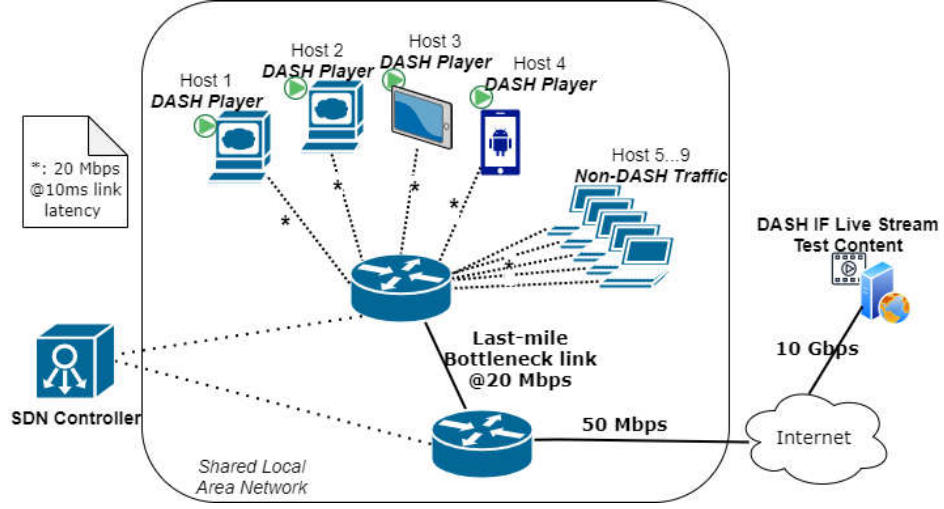 Host 1
DASH Player
Host 2
DASH Player
Host 3
DASH Player
Host 4
DASH Player
*: 20 Mbps
@10ms link
latency
*
*
*
*
Host 5...9
Non-DASH Traffic
*
DASH IF Live Stream
Test Content
Last-mile
Bottleneck link
@20 Mbps
10 Gbps
SDN Controller
50 Mbps
Internet
Shared Local
Area Network